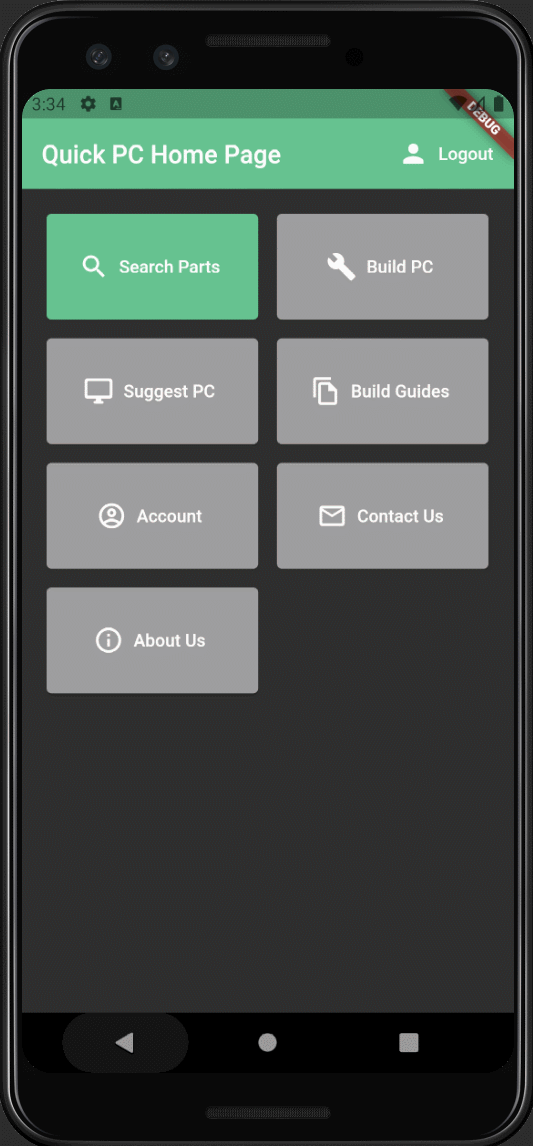 3:34
DEBUG
Quick PC Home Page
Logout
Search Parts
Build PC
Suggest PC
Build Guides
Account
Contact Us
About Us